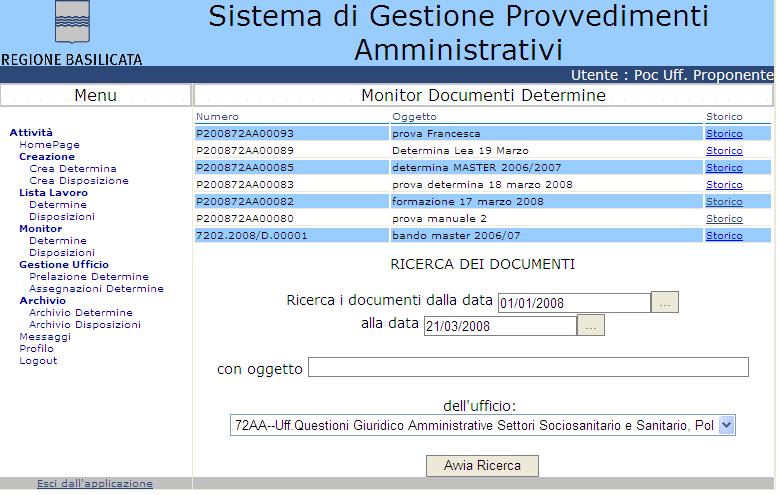 Sistema di Gestione Provvedimenti
Amministrativi
REGIONE BASILICATA
Utente : Poc Uff. Proponente
Menu
Attività
HomePage
Creazione
Crea Determina
Crea Disposizione
Lista Lavoro
Determine
Disposizioni
Monitor
Determine
Disposizioni
Gestione Ufficio
Prelazione Determine
Assegnazioni Determine
Archivio
Archivio Determine
Archivio Disposizioni
Messaggi
Profilo
Logout
Esci dall'applicazione
Monitor Documenti Determine
Numero Oggetto Storico
P200872AA00093 prova Francesca Storico
P200872AA00089 Determina Lea 19 Marzo Storico
P200872AA00085 determina MASTER 2006/2007 Storico
P200872AA00083 prova determina 18 marzo 2008 Storico
P200872AA00082 formazione 17 marzo 2008 Storico
P200872AA00080 prova manuale 2 Storico
7202.2008/D.00001 bando master 2006/07 Storico
RICERCA DEI DOCUMENTI
Ricerca i documenti dalla data 01/01/2008 ...
alla data 21/03/2008 ...
con oggetto
dell'ufficio:
72AA--Uff.Questioni Giuridico Amministrative Settori Sociosanitario e Sanitario, Pol
Avvia Ricerca